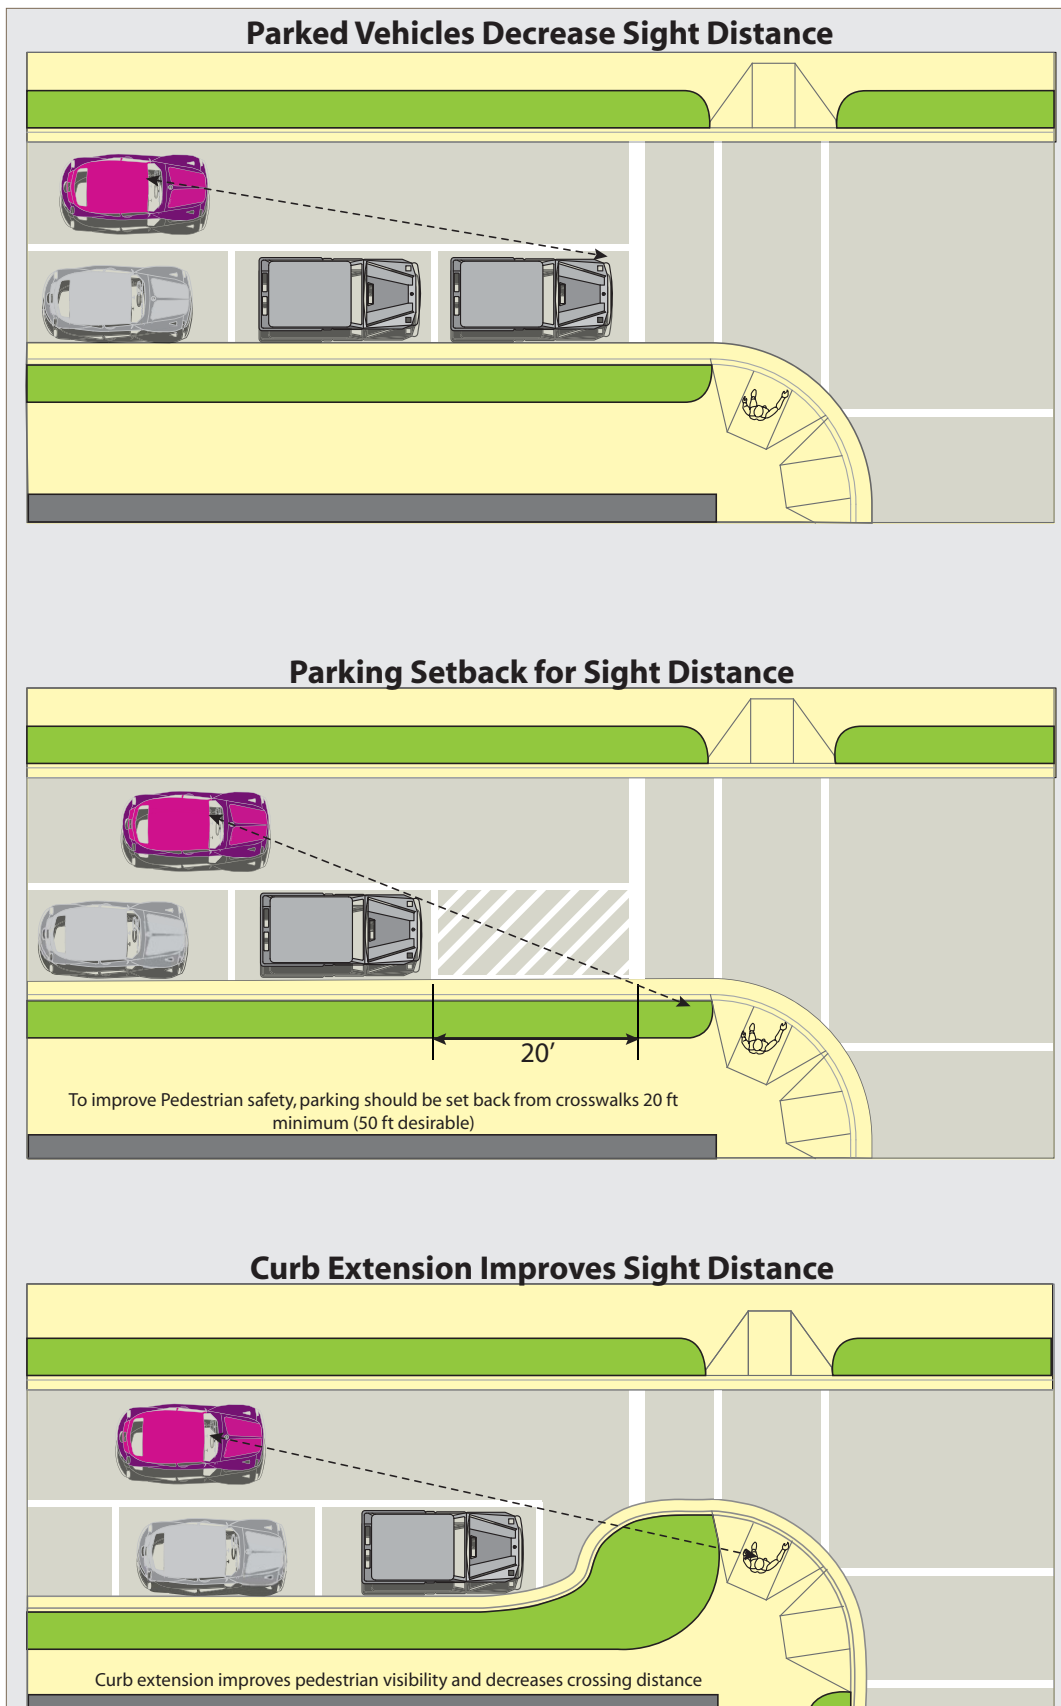 Parked Vehicles Decrease Sight Distance
Parking Setback for Sight Distance
20’
To improve Pedestrian safety, parking should be set back from crosswalks 20 ft
minimum (50 ft desirable)
Curb Extension Improves Sight Distance
Curb extension improves pedestrian visibility and decreases crossing distance